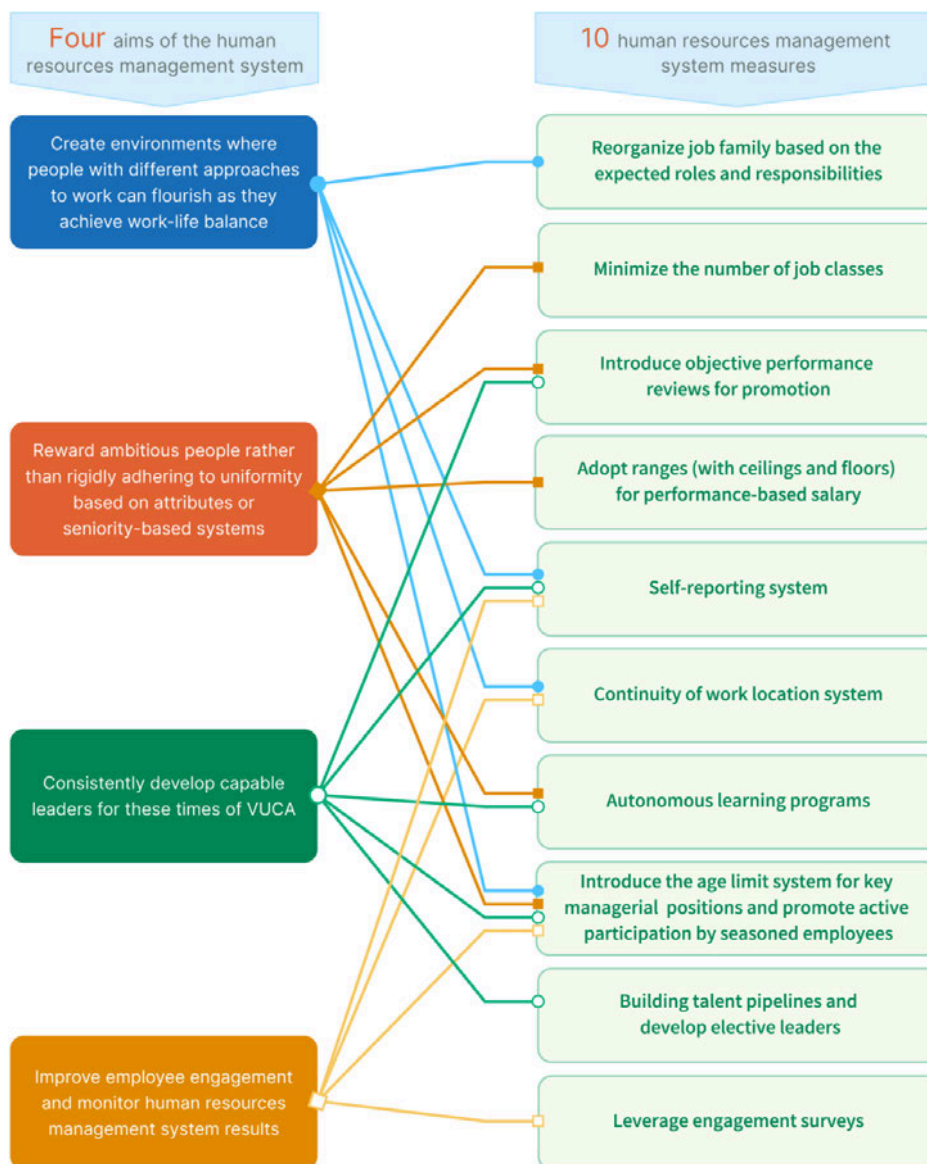 Four aims of the human
resources management system
10 human resources management
system measures
Create environments where
people with different approaches
to work can flourish as they
achieve work-life balance
Reward ambitious people rather
than rigidly adhering to uniformity
based on attributes or
seniority-based systems
Consistently develop capable
leaders for these times of VUCA
Improve employee engagement
and monitor human resources
management system results
Reorganize job family based on the
expected roles and responsibilities
Minimize the number of job classes
Introduce objective performance
reviews for promotion
Adopt ranges (with ceilings and floors)
for performance-based salary
Self-reporting system
Continuity of work location system
Autonomous learning programs
Introduce the age limit system for key
managerial positions and promote active
participation by seasoned employees
Building talent pipelines and
develop elective leaders
Leverage engagement surveys